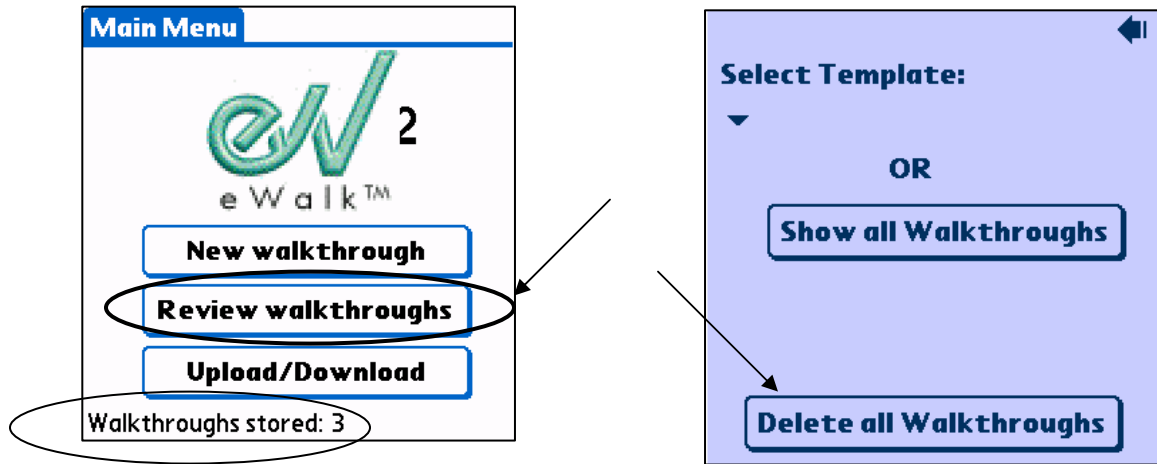 Main Menu
eW 2
eWalk™
New walkthrough
Review walkthroughs
Upload/Download
Walkthroughs stored: 3
Select Template:
OR
Show all Walkthroughs
Delete all Walkthroughs